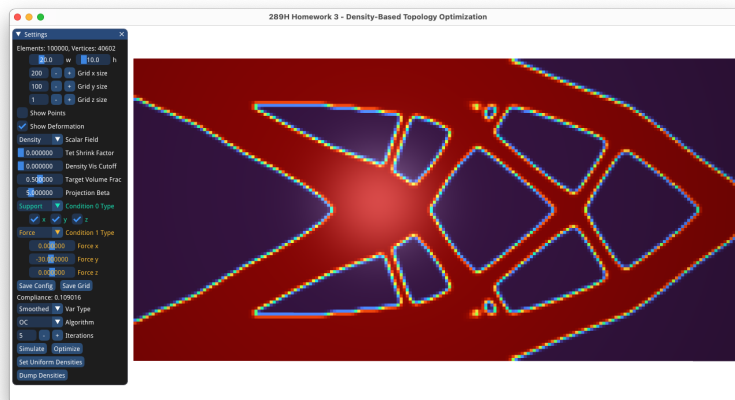 289H Homework 3 - Density-Based Topology Optimization
Settings
Elements: 100000, Vertices: 40602
20.0 w 10.0 h
200 - + Grid x size
100 - + Grid y size
1 - + Grid z size
Show Points
Show Deformation
Density Scalar Field
0.000000 Tet Shrink Factor
0.000000 Density Vis Cutoff
0.500000 Target Volume Frac
5.000000 Projection Beta
Support Condition 0 Type
x y z
Force Condition 1 Type
0.000000 Force x
-30.000000 Force y
0.000000 Force z
Save Config Save Grid
Compliance: 0.109016
Smoothed Var Type
OC Algorithm
5 - + Iterations
Simulate Optimize
Set Uniform Densities
Dump Densities